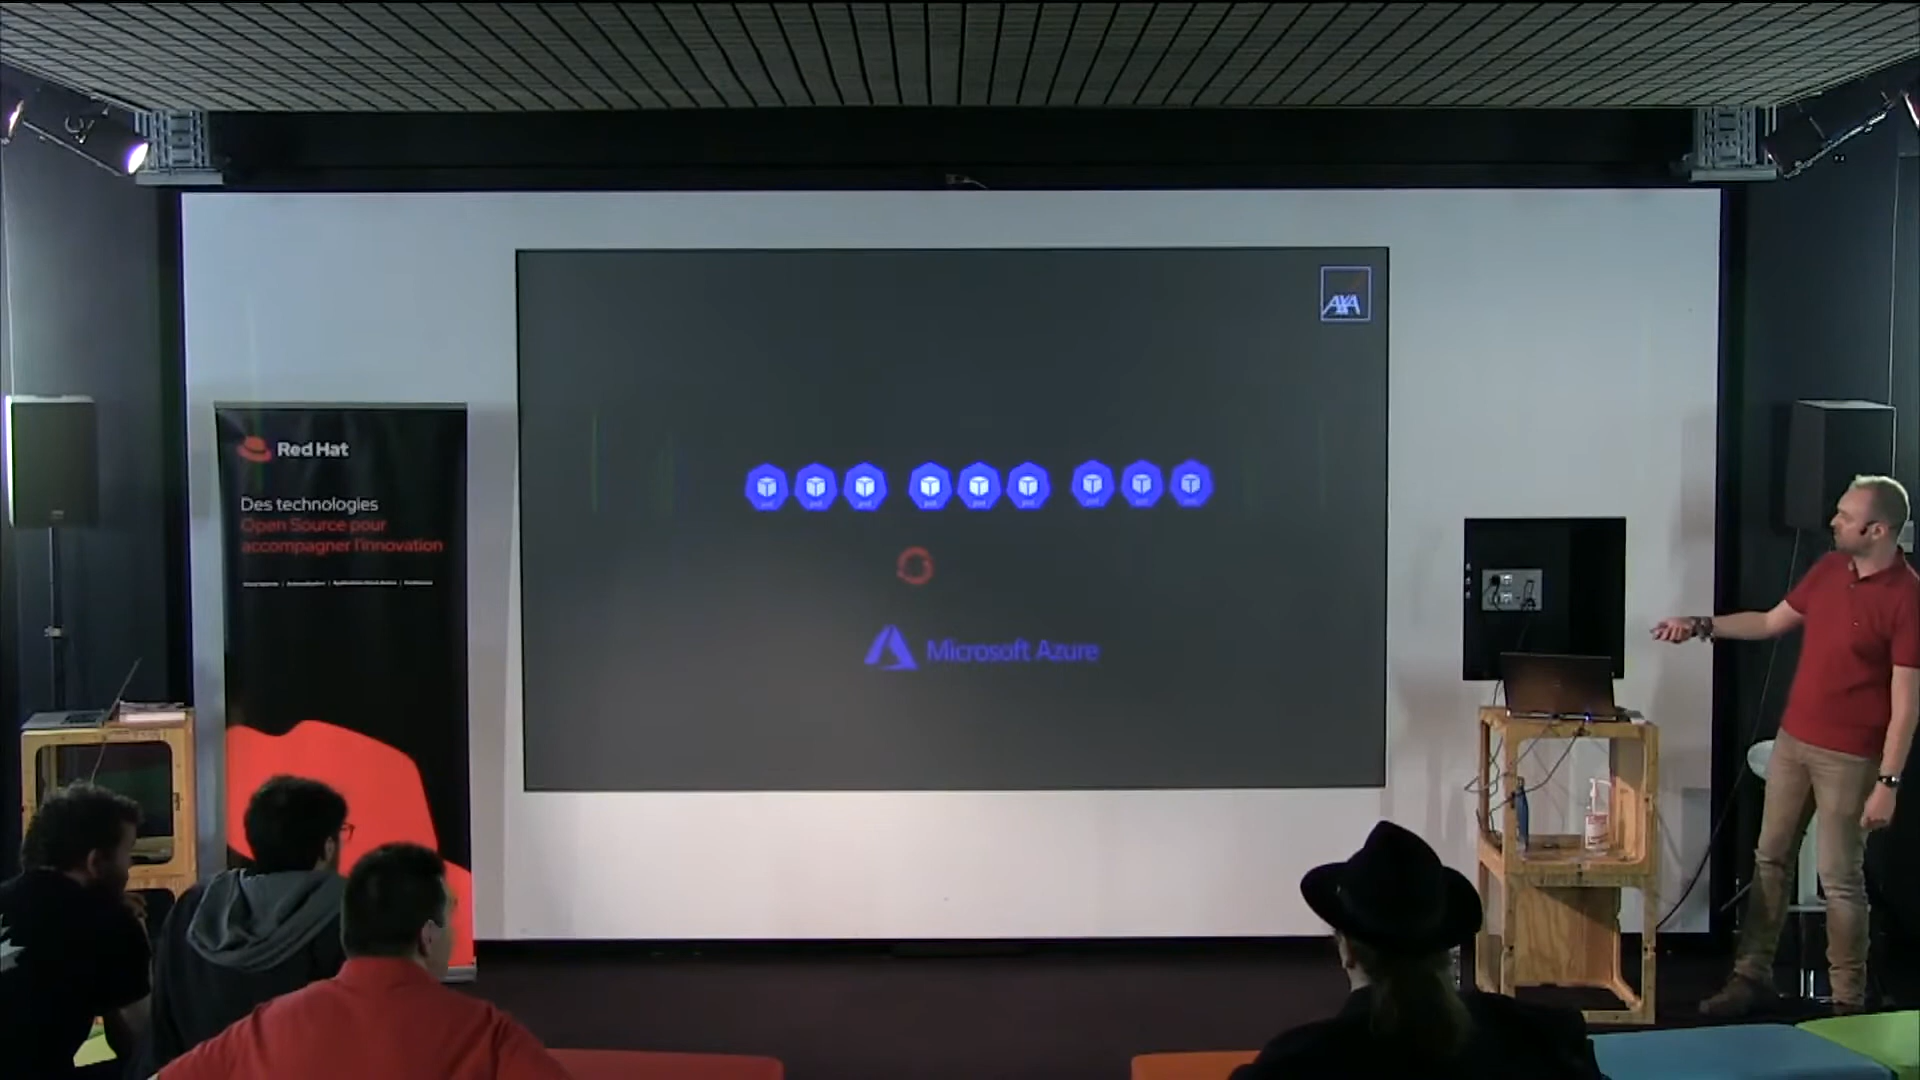 AXA
Red Hat
Des technologies
Open Source pour
accompagner l'innovation
Microsoft Azure